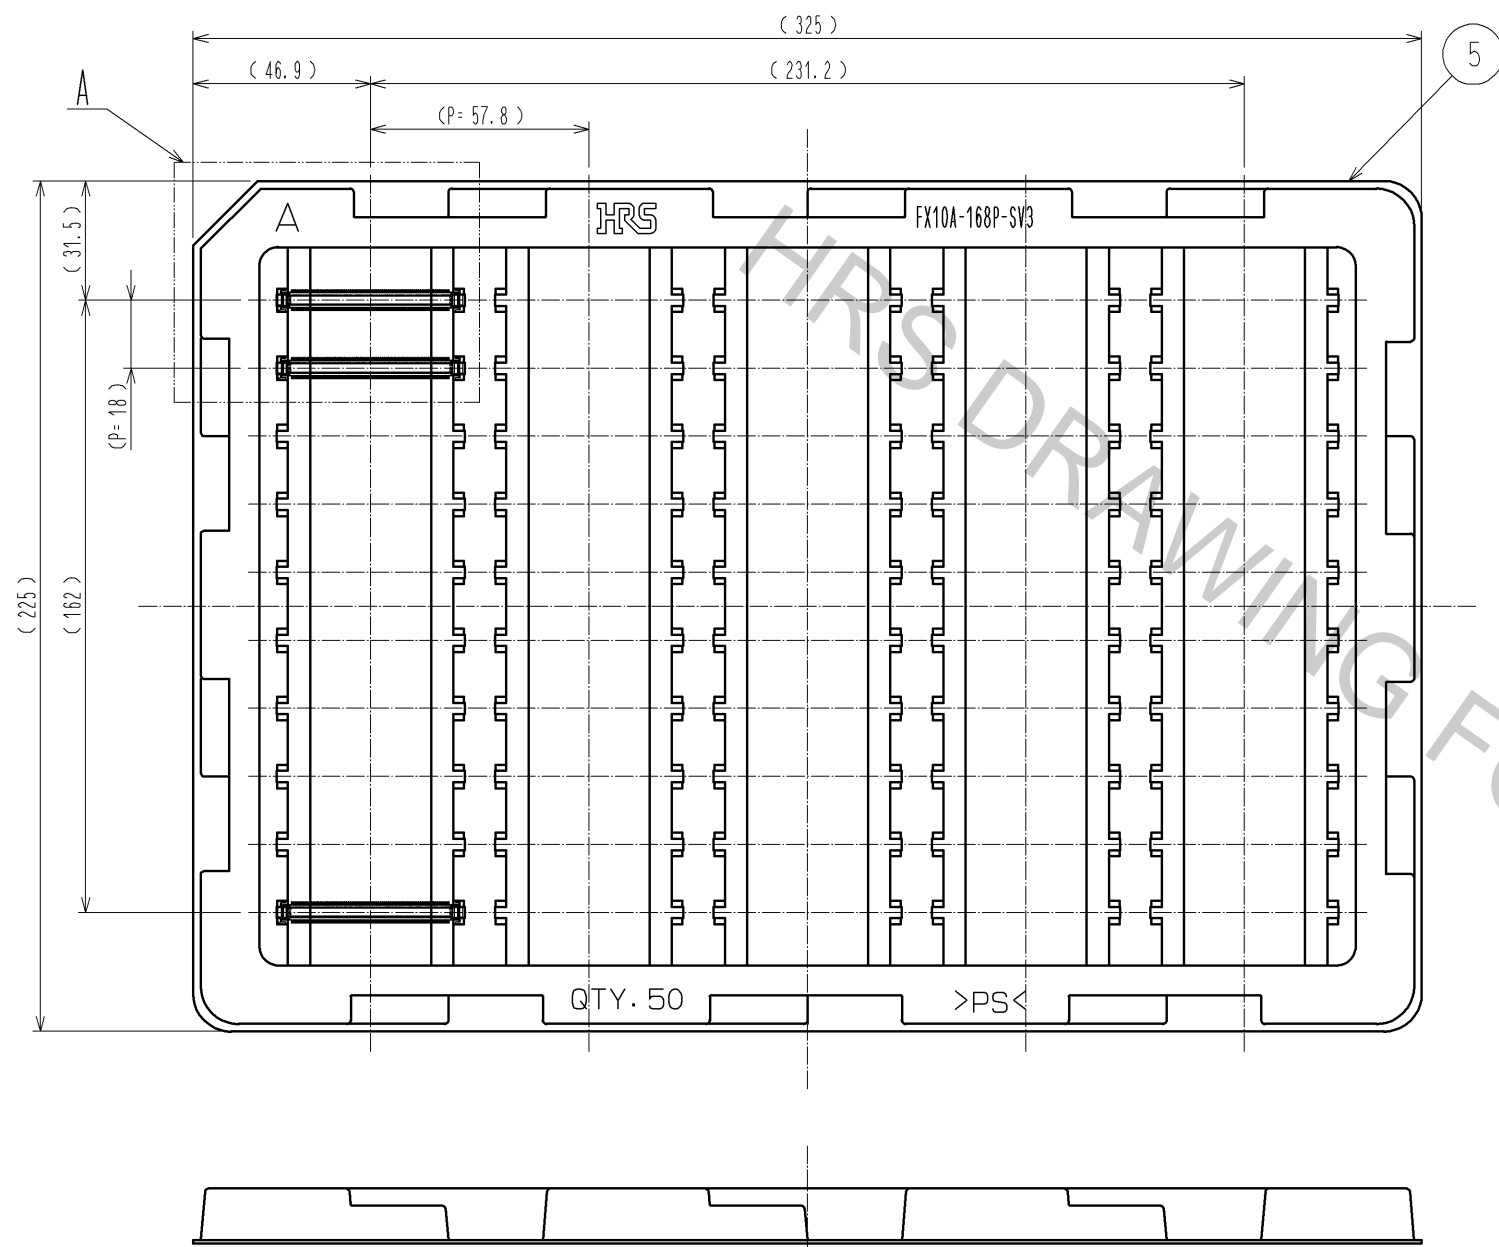 ( 325 )
( 46.9 )
( 231.2 )
5
A
(P= 57.8 )
A
HRS
FX10A-168P-SV3
( 31.5 )
(P= 18 )
( 225 )
( 162 )
HRS DRAWING
QTY. 50
>PS<